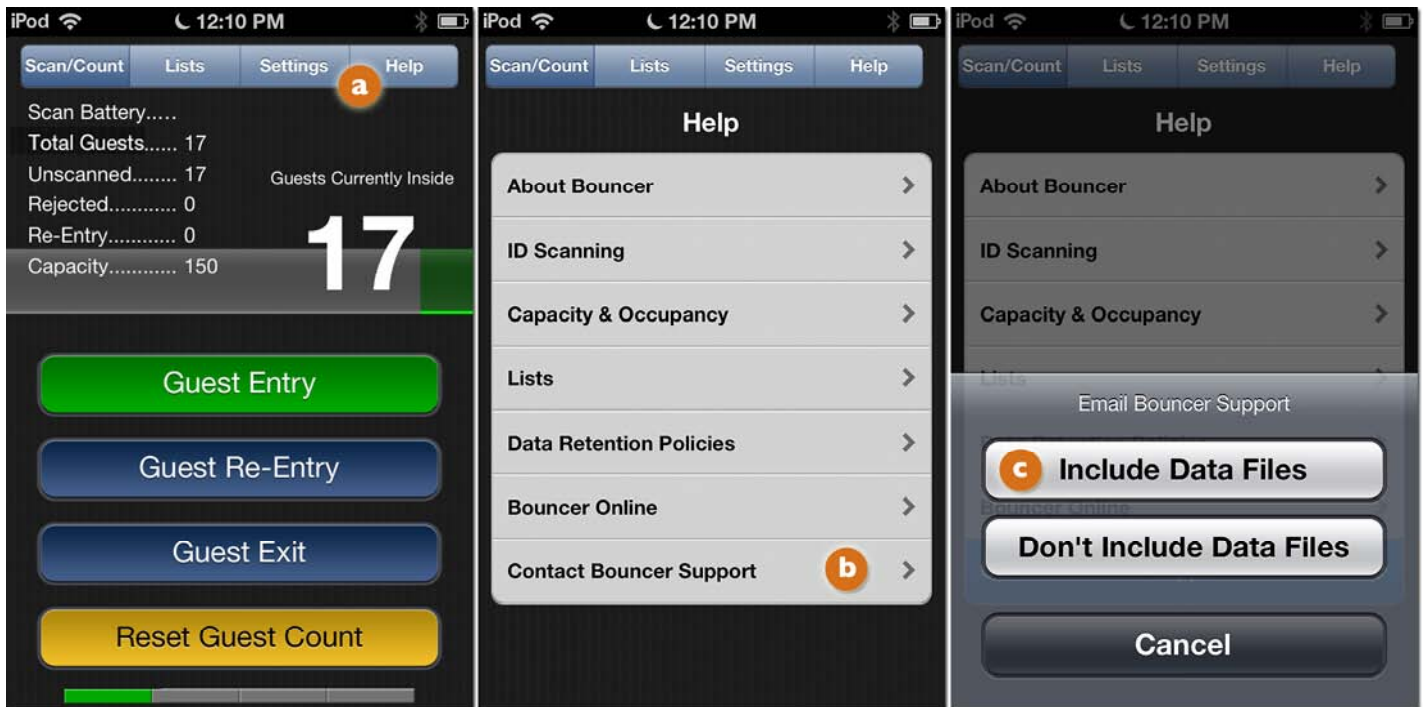 iPod 12:10 PM
Scan/Count Lists Settings Help
a
Scan Battery.....
Total Guests...... 17
Unscanned........ 17
Guests Currently Inside
Rejected............ 0
Re-Entry............ 0
17
Capacity............ 150
Guest Entry
Guest Re-Entry
Guest Exit
Reset Guest Count
iPod 12:10 PM
Scan/Count Lists Settings Help
Help
About Bouncer
ID Scanning
Capacity & Occupancy
Lists
Data Retention Policies
Bouncer Online
Contact Bouncer Support b
iPod 12:10 PM
Scan/Count Lists Settings Help
Help
About Bouncer
ID Scanning
Capacity & Occupancy
Lists
Email Bouncer Support
c Include Data Files
Bouncer Online
Don't Include Data Files
Cancel